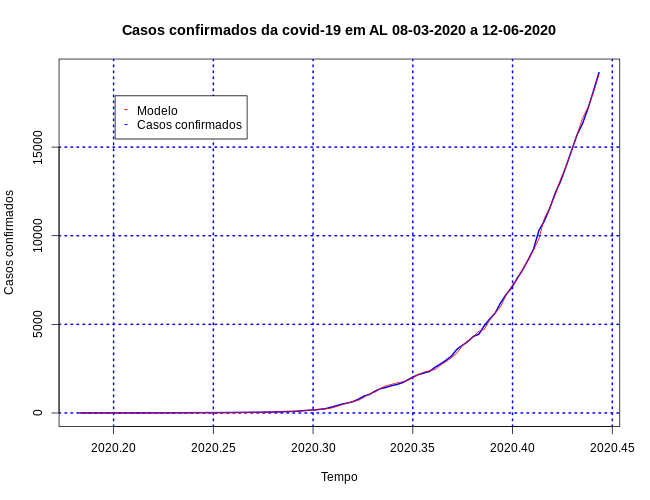 Casos confirmados da covid-19 em AL 08-03-2020 a 12-06-2020
Modelo
Casos confirmados
Casos confirmados
15000
10000
5000
0
2020.20 2020.25 2020.30 2020.35 2020.40 2020.45
Tempo